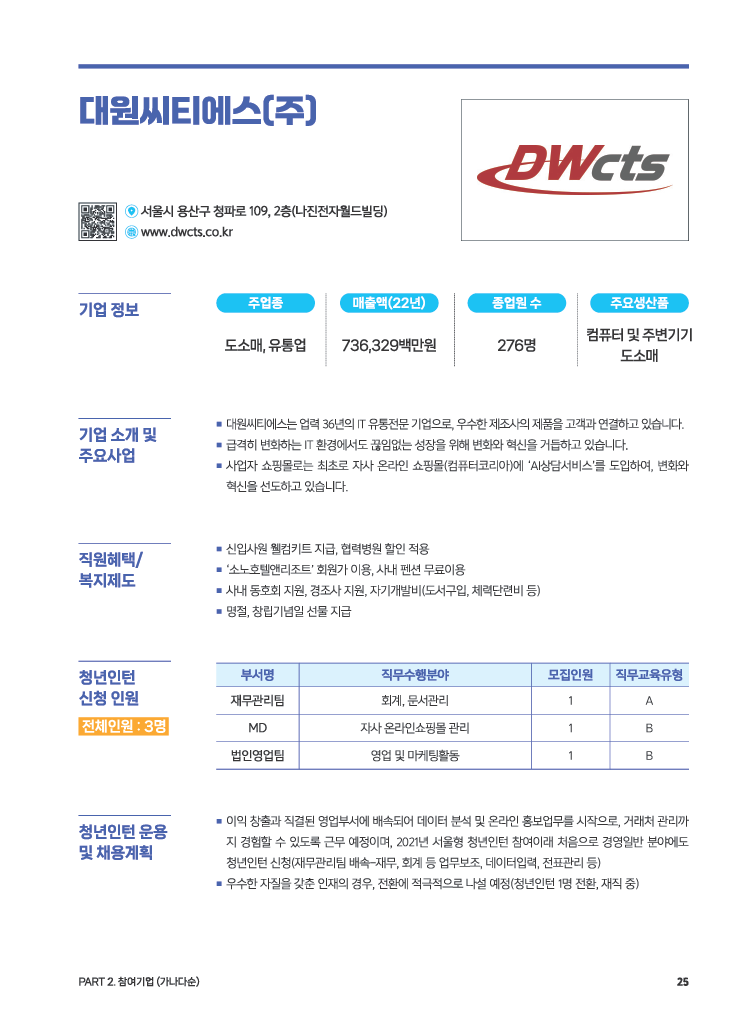 대원씨티에스(주)
DWcts
서울시 용산구 청파로 109, 2층(나진전자월드빌딩)
www.dwcts.co.kr
기업 정보
주업종
매출액(22년)
종업원 수
주요생산품
도소매, 유통업
736,329백만원
276명
컴퓨터 및 주변기기
도소매
기업 소개 및
주요사업
■ 대원씨티에스는 업력 36년의 IT 유통전문 기업으로, 우수한 제조사의 제품을 고객과 연결하고 있습니다.
■ 급격히 변화하는 IT 환경에서도 끊임없는 성장을 위해 변화와 혁신을 거듭하고 있습니다.
■ 사업자 쇼핑몰로는 최초로 자사 온라인 쇼핑몰(컴퓨터코리아)에 'AI상담서비스'를 도입하여, 변화와
혁신을 선도하고 있습니다.
직원혜택/
복지제도
■ 신입사원 웰컴키트 지급, 협력병원 할인 적용
■ '소노호텔앤리조트' 회원가 이용, 사내 펜션 무료이용
■ 사내 동호회 지원, 경조사 지원, 자기개발비(도서구입, 체력단련비 등)
■ 명절, 창립기념일 선물 지급
청년인턴
신청 인원
전체인원 : 3명
부서명 직무수행분야 모집인원 직무교육유형
재무관리팀 회계, 문서관리 1 A
MD 자사 온라인쇼핑몰 관리 1 B
법인영업팀 영업 및 마케팅활동 1 B
청년인턴 운용
및 채용계획
■ 이익 창출과 직결된 영업부서에 배속되어 데이터 분석 및 온라인 홍보업무를 시작으로, 거래처 관리까
지 경험할 수 있도록 근무 예정이며, 2021년 서울형 청년인턴 참여이래 처음으로 경영일반 분야에도
청년인턴 신청(재무관리팀 배속–재무, 회계 등 업무보조, 데이터입력, 전표관리 등)
■ 우수한 자질을 갖춘 인재의 경우, 전환에 적극적으로 나설 예정(청년인턴 1명 전환, 재직 중)
PART 2. 참여기업 (가나다순)
25